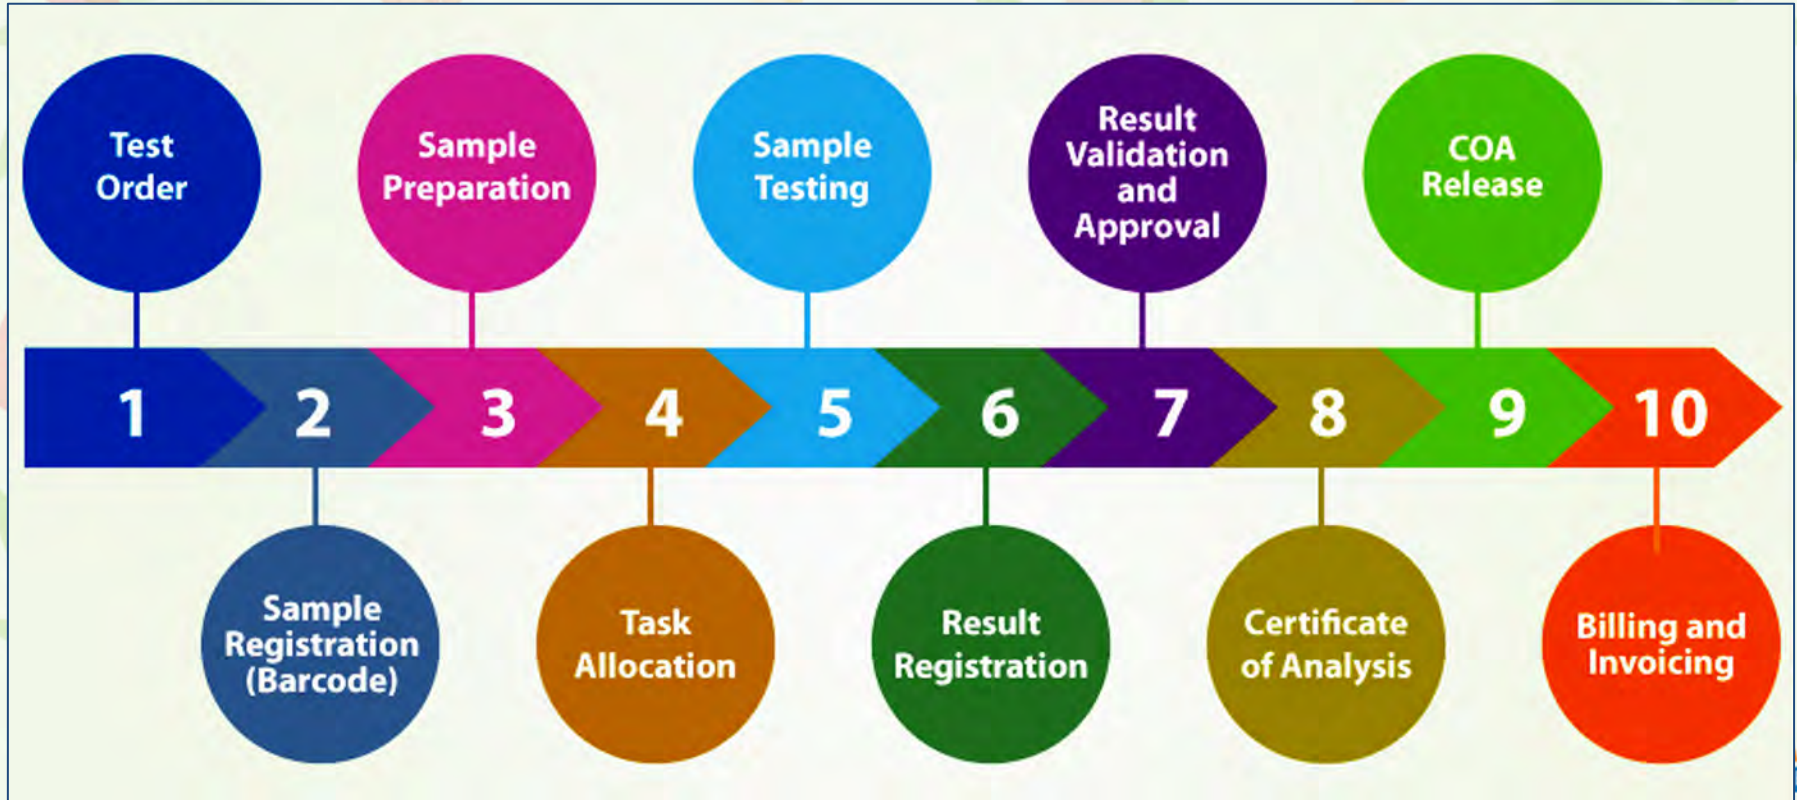 Test
Order
Sample
Preparation
Sample
Testing
Result
Validation
and
Approval
COA
Release
1
2
3
4
5
6
7
8
9
10
Sample
Registration
(Barcode)
Task
Allocation
Result
Registration
Certificate
of Analysis
Billing and
Invoicing